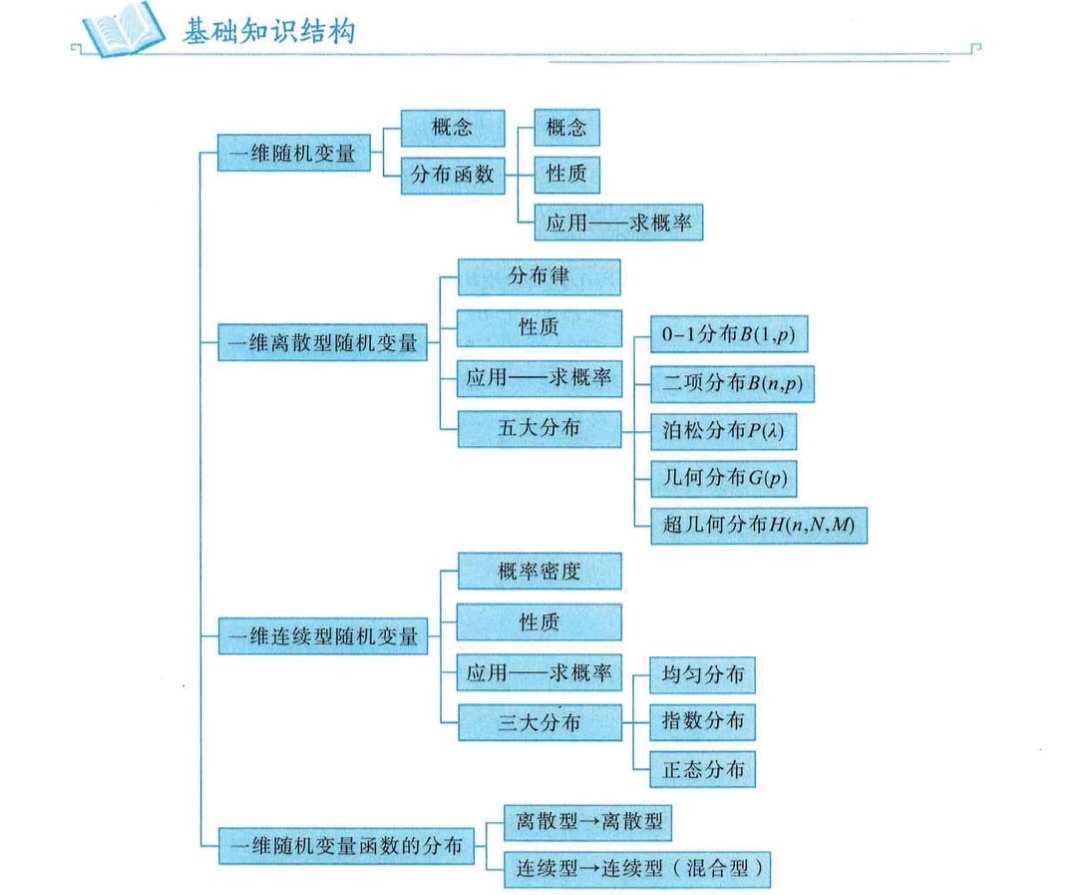 基础知识结构
一维随机变量
概念
分布函数
概念
性质
应用——求概率
一维离散型随机变量
分布律
性质
应用——求概率
五大分布
0-1分布B(1,p)
二项分布B(n,p)
泊松分布P(λ)
几何分布G(p)
超几何分布H(n,N,M)
一维连续型随机变量
概率密度
性质
应用——求概率
三大分布
均匀分布
指数分布
正态分布
一维随机变量函数的分布
离散型→离散型
连续型→连续型（混合型）